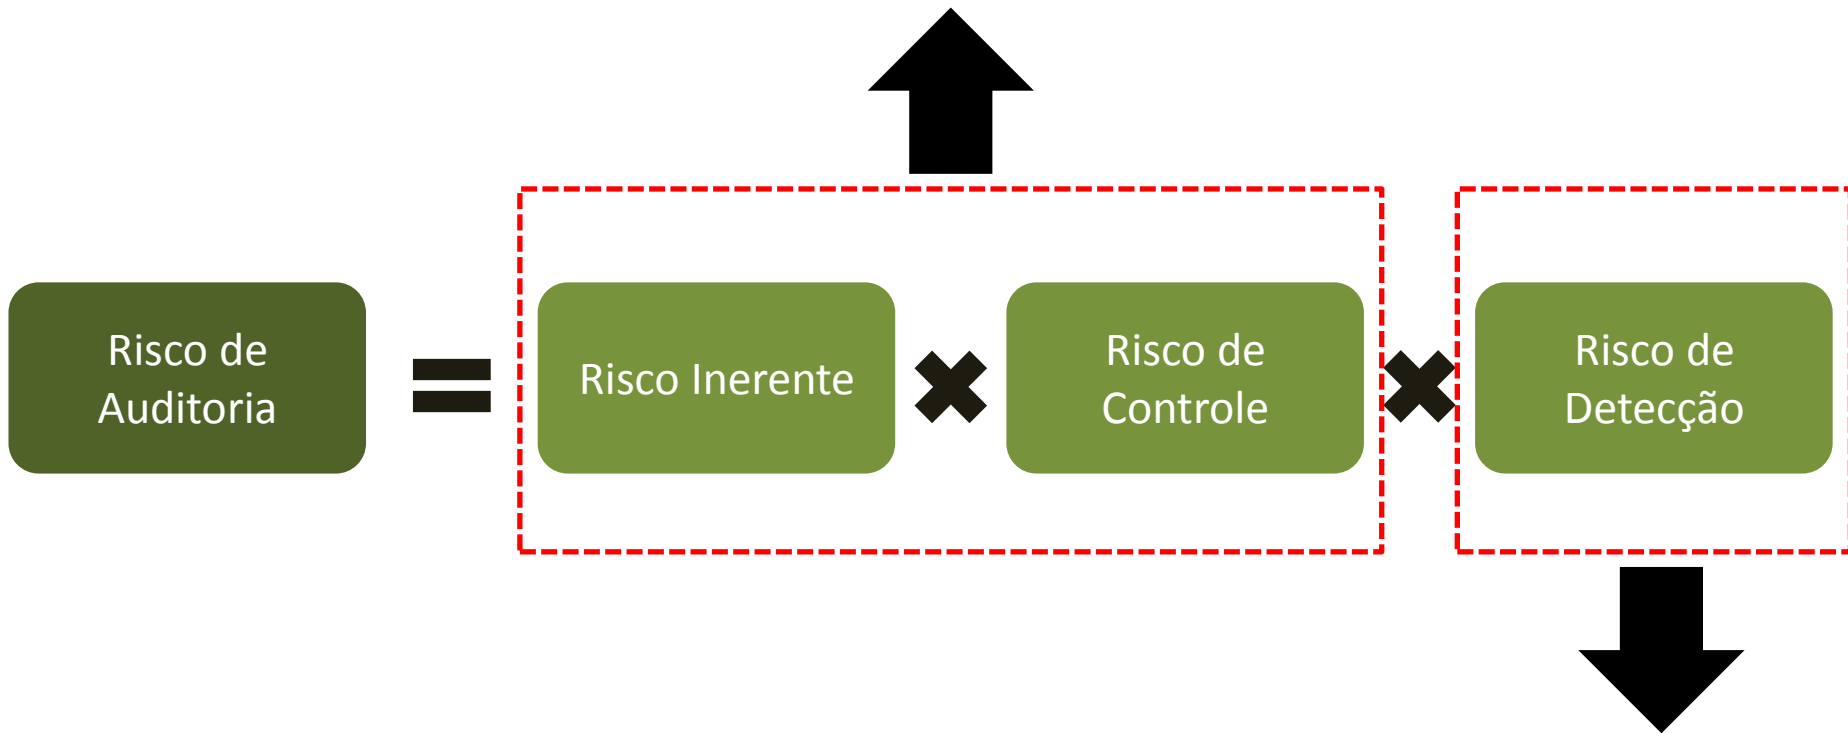 Risco de
Auditoria
Risco Inerente
Risco de
Controle
Risco de
Detecção